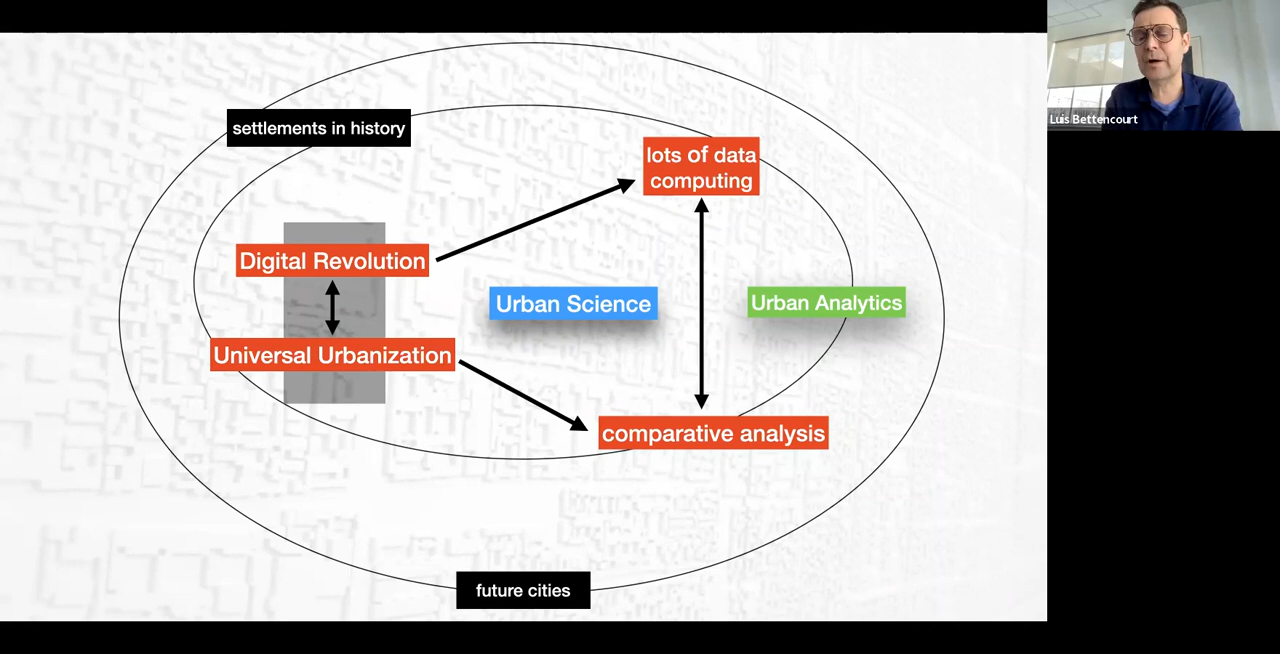 settlements in history
lots of data
computing
Digital Revolution
Urban Science
Urban Analytics
Universal Urbanization
comparative analysis
future cities
Luis Bettencourt